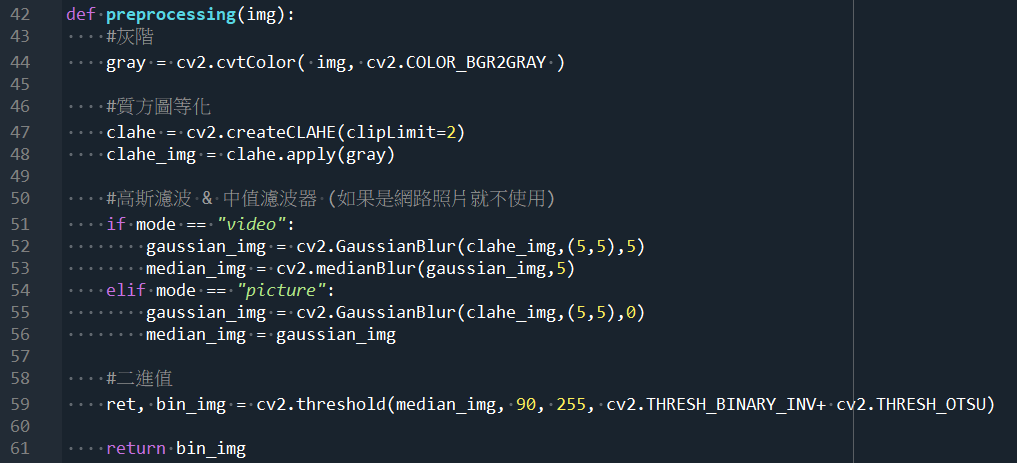 42 def preprocessing(img):
43     #灰階
44     gray = cv2.cvtColor( img, cv2.COLOR_BGR2GRAY )
45
46     #質方圖等化
47     clahe = cv2.createCLAHE(clipLimit=2)
48     clahe_img = clahe.apply(gray)
49
50     #高斯濾波 & 中值濾波器 (如果是網路照片就不使用)
51     if mode == "video":
52         gaussian_img = cv2.GaussianBlur(clahe_img,(5,5),5)
53         median_img = cv2.medianBlur(gaussian_img,5)
54     elif mode == "picture":
55         gaussian_img = cv2.GaussianBlur(clahe_img,(5,5),0)
56         median_img = gaussian_img
57
58     #二進值
59     ret, bin_img = cv2.threshold(median_img, 90, 255, cv2.THRESH_BINARY_INV+ cv2.THRESH_OTSU)
60
61     return bin_img